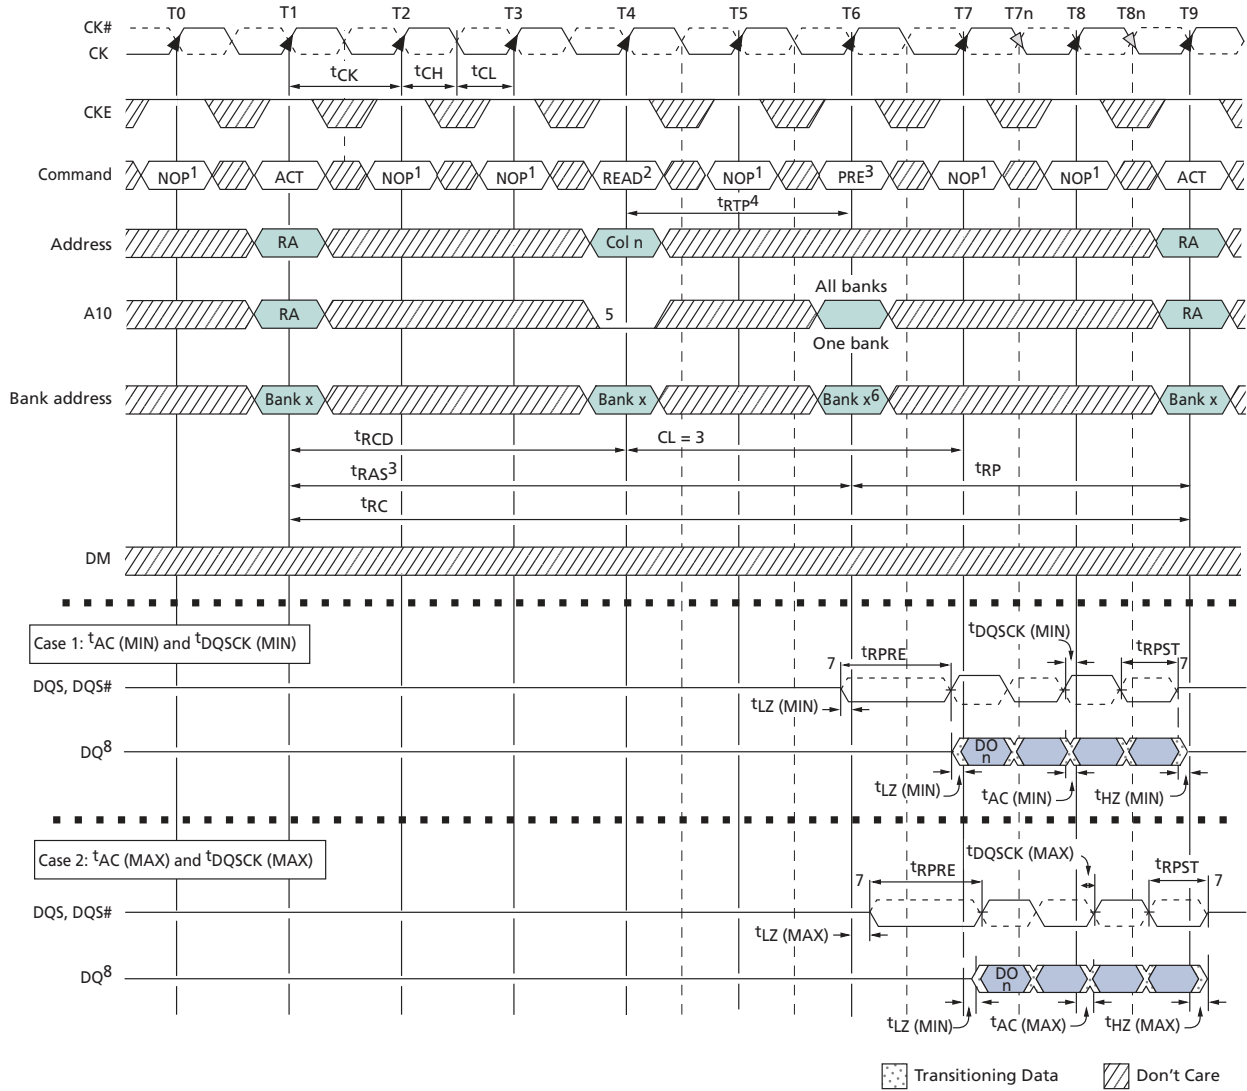 T0 T1 T2 T3 T4 T5 T6 T7 T7n T8 T8n T9
CK#
CK
tCK tCH tCL
CKE
Command NOP1 ACT NOP1 NOP1 READ2 NOP1 PRE3 NOP1 NOP1 ACT
tRTP4
Address RA Col n RA
All banks
A10 RA 5 RA
One bank
Bank address Bank x Bank x Bank x6 Bank x
tRCD CL = 3
tRAS3 tRP
tRC
DM
Case 1: tAC (MIN) and tDQSCK (MIN)
tDQSCK (MIN)
7 tRPRE tRPST 7
DQS, DQS#
tLZ (MIN)
DQ8 DO n
tLZ (MIN) tAC (MIN) tHZ (MIN)
Case 2: tAC (MAX) and tDQSCK (MAX)
tDQSCK (MAX)
7 tRPRE tRPST 7
DQS, DQS#
tLZ (MAX)
DQ8 DO n
tLZ (MIN) tAC (MAX) tHZ (MAX)
Transitioning Data Don't Care